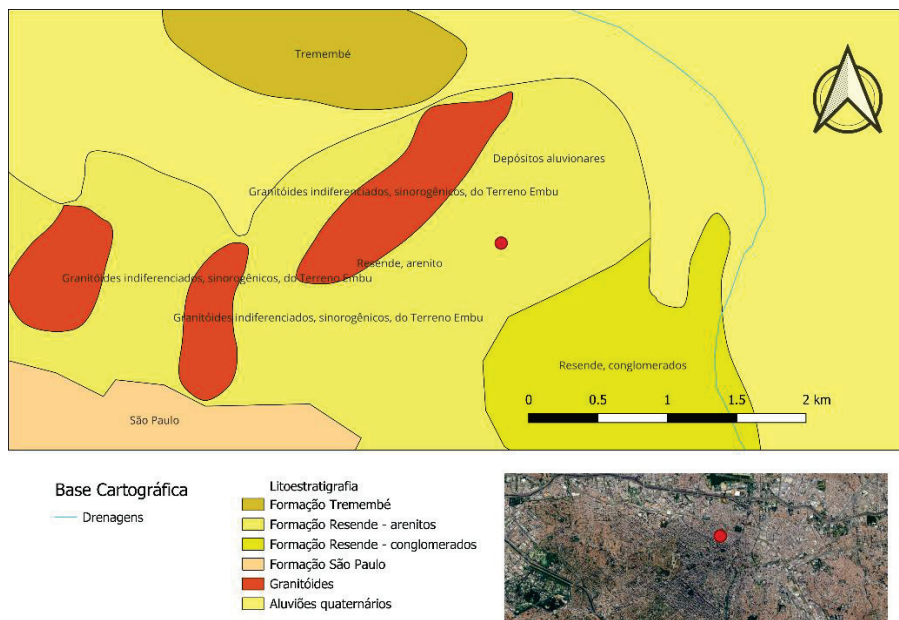 Tremembé
Depósitos aluvionares
Granitóides indiferenciados, sinorogênicos, do Terreno Embu
Resende, arenito
Granitóides indiferenciados, sinorogênicos, do Terreno Embu
Granitóides indiferenciados, sinorogênicos, do Terreno Embu
Resende, conglomerados
São Paulo
0 0.5 1 1.5 2 km
Base Cartográfica
Drenagens
Litoestratigrafia
Formação Tremembé
Formação Resende - arenitos
Formação Resende - conglomerados
Formação São Paulo
Granitóides
Aluviões quaternários